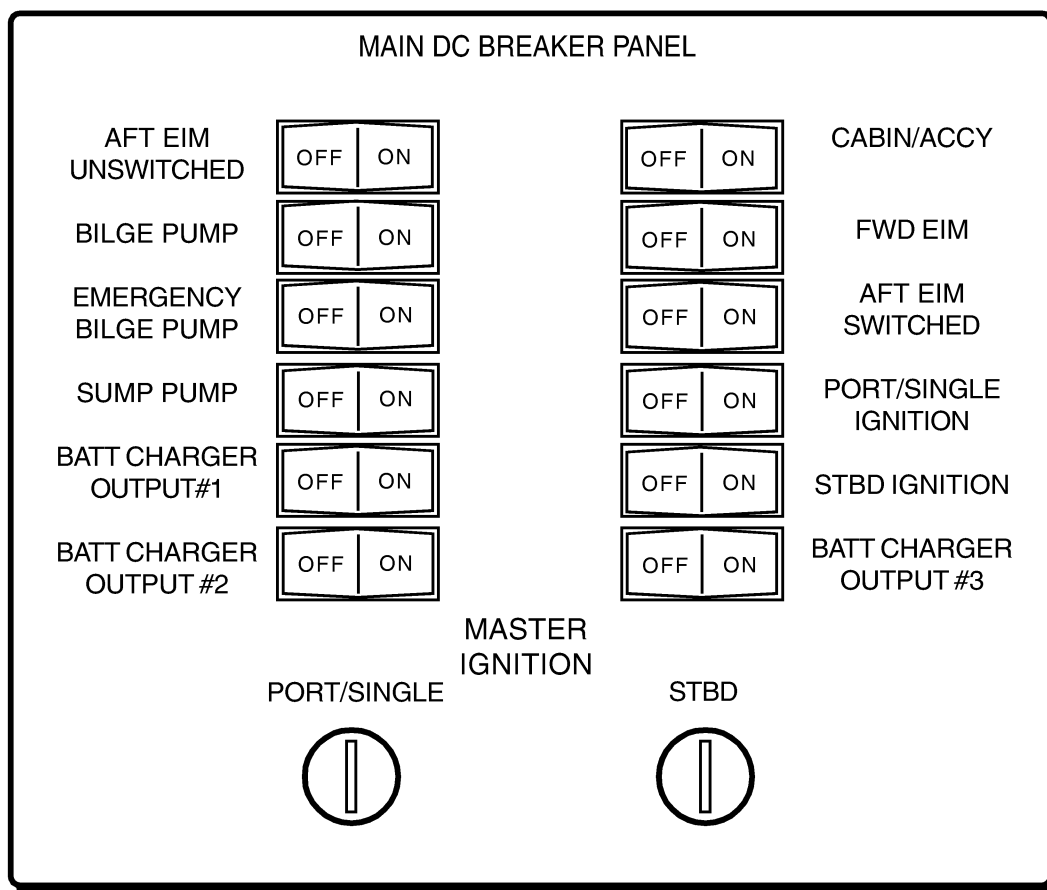 MAIN DC BREAKER PANEL
AFT EIM
UNSWITCHED
OFF ON
OFF ON
CABIN/ACCY
BILGE PUMP
OFF ON
OFF ON
FWD EIM
EMERGENCY
BILGE PUMP
OFF ON
OFF ON
AFT EIM
SWITCHED
SUMP PUMP
OFF ON
OFF ON
PORT/SINGLE
IGNITION
BATT CHARGER
OUTPUT#1
OFF ON
OFF ON
STBD IGNITION
BATT CHARGER
OUTPUT #2
OFF ON
OFF ON
BATT CHARGER
OUTPUT #3
MASTER
IGNITION
PORT/SINGLE
STBD